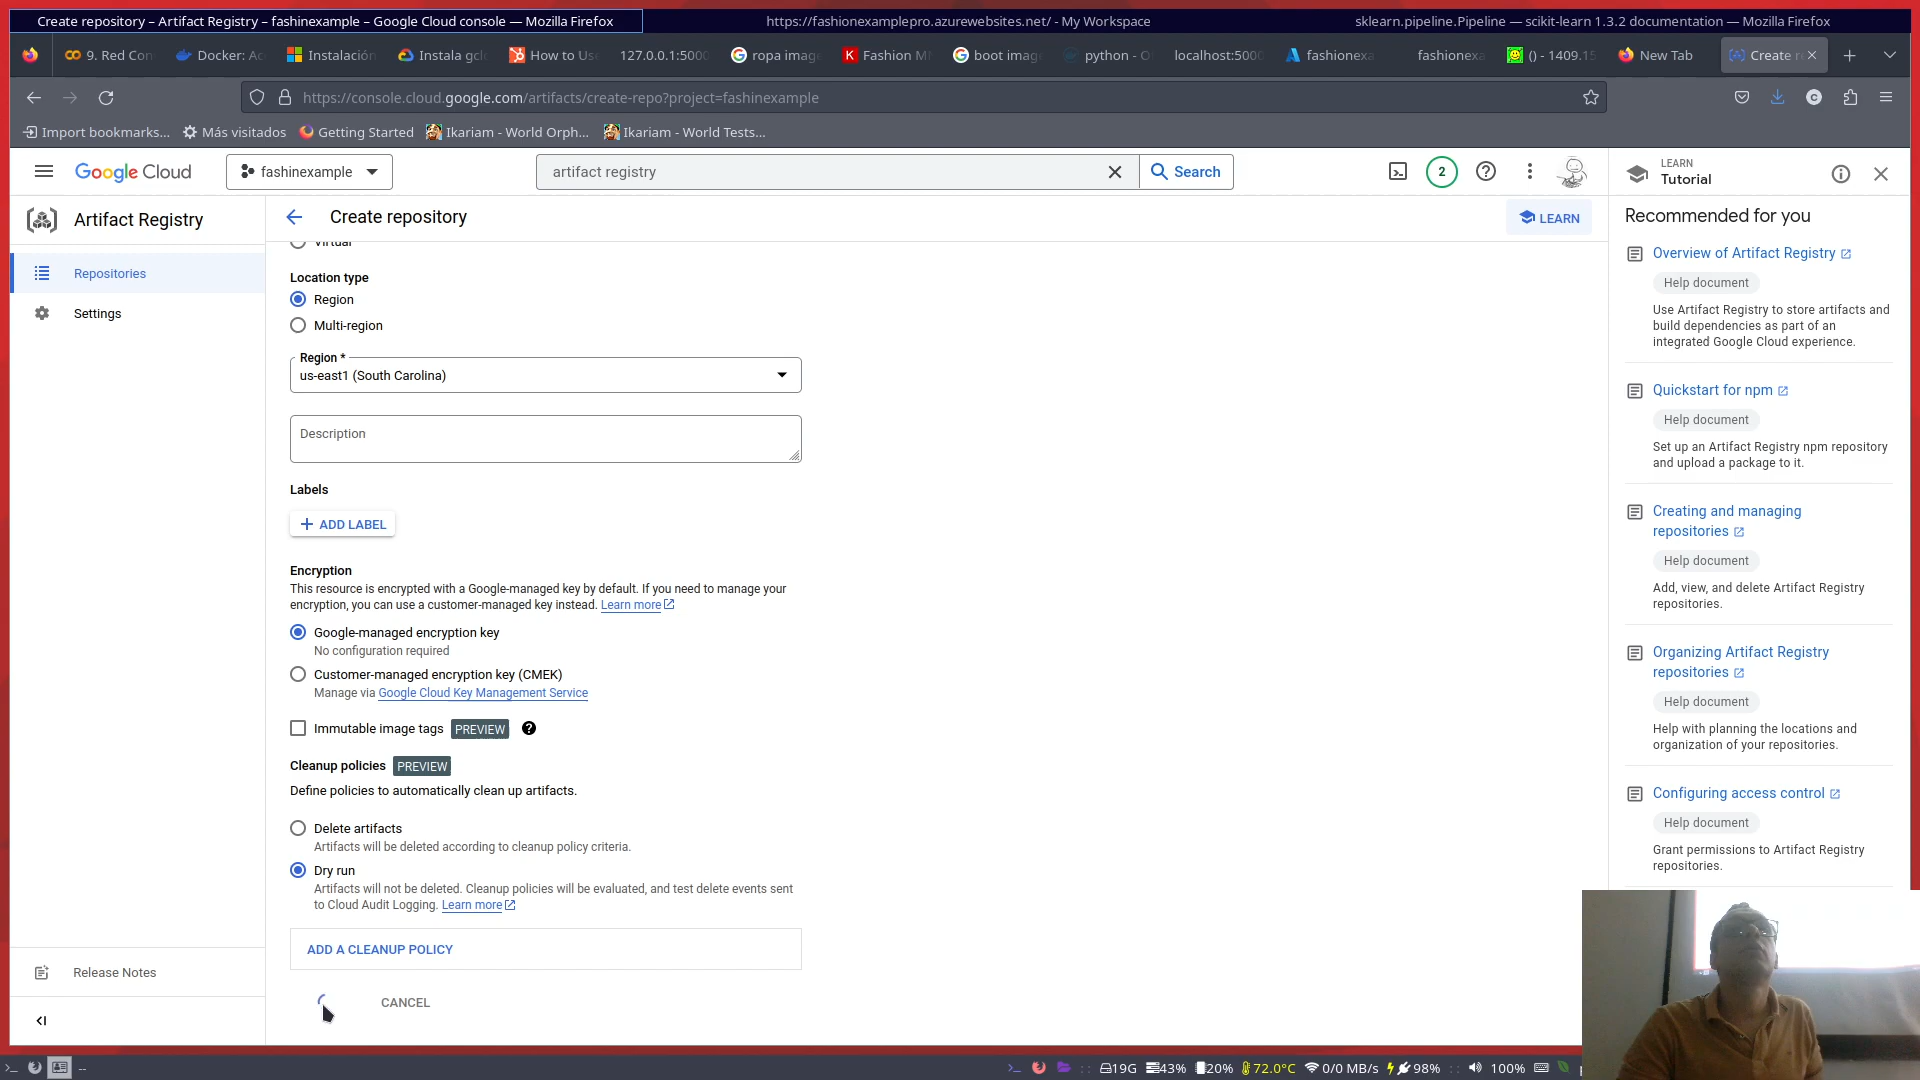 Create repository – Artifact Registry – fashinexample – Google Cloud console — Mozilla Firefox
https://fashionexamplepro.azurewebsites.net/ - My Workspace
sklearn.pipeline.Pipeline — scikit-learn 1.3.2 documentation — Mozilla Firefox
9. Red Con
Docker: Ac
Instalación
Instala gcl
How to Us
127.0.0.1:5000
ropa imag
Fashion M
boot imag
python - O
localhost:5000
fashionexa
fashionexa
() - 1409.15
New Tab
Create r
https://console.cloud.google.com/artifacts/create-repo?project=fashinexample
Import bookmarks...
Más visitados
Getting Started
Ikariam - World Orph...
Ikariam - World Tests...
Google Cloud
fashinexample
artifact registry
Search
2
LEARN
Tutorial
Artifact Registry
Create repository
LEARN
Recommended for you
Repositories
Settings
Virtual
Location type
Region
Multi-region
Region *
us-east1 (South Carolina)
Description
Labels
ADD LABEL
Encryption
This resource is encrypted with a Google-managed key by default. If you need to manage your
encryption, you can use a customer-managed key instead. Learn more
Google-managed encryption key
No configuration required
Customer-managed encryption key (CMEK)
Manage via Google Cloud Key Management Service
Immutable image tags PREVIEW
Cleanup policies PREVIEW
Define policies to automatically clean up artifacts.
Delete artifacts
Artifacts will be deleted according to cleanup policy criteria.
Dry run
Artifacts will not be deleted. Cleanup policies will be evaluated, and test delete events sent
to Cloud Audit Logging. Learn more
ADD A CLEANUP POLICY
CANCEL
Overview of Artifact Registry
Help document
Use Artifact Registry to store artifacts and
build dependencies as part of an
integrated Google Cloud experience.
Quickstart for npm
Help document
Set up an Artifact Registry npm repository
and upload a package to it.
Creating and managing
repositories
Help document
Add, view, and delete Artifact Registry
repositories.
Organizing Artifact Registry
repositories
Help document
Help with planning the locations and
organization of your repositories.
Configuring access control
Help document
Grant permissions to Artifact Registry
repositories.
Release Notes
--
19G
43%
20%
72.0°C
0/0 MB/s
98%
100%